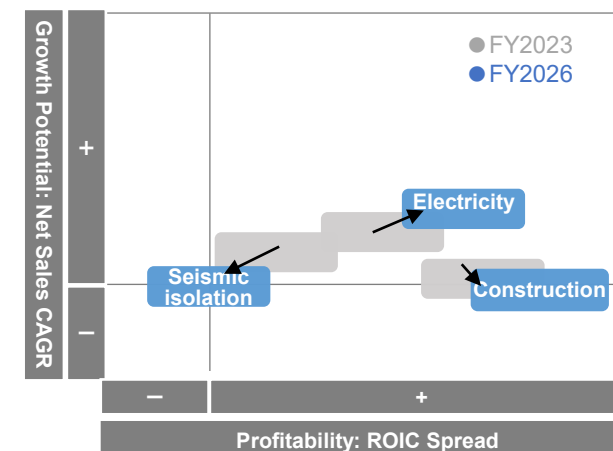 Growth Potential: Net Sales CAGR
+
−
FY2023
FY2026
Electricity
Seismic
isolation
Construction
−
+
Profitability: ROIC Spread